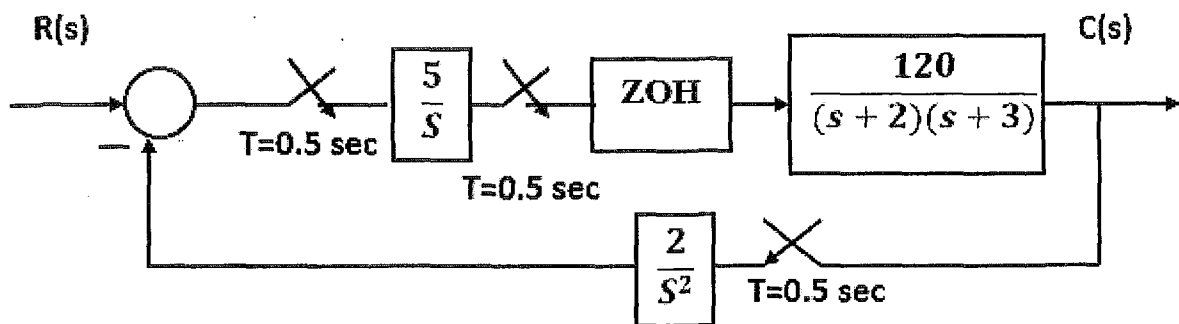 R(s)
C(s)
5
S
ZOH
120
(s + 2)(s + 3)
T=0.5 sec
T=0.5 sec
2
S²
T=0.5 sec